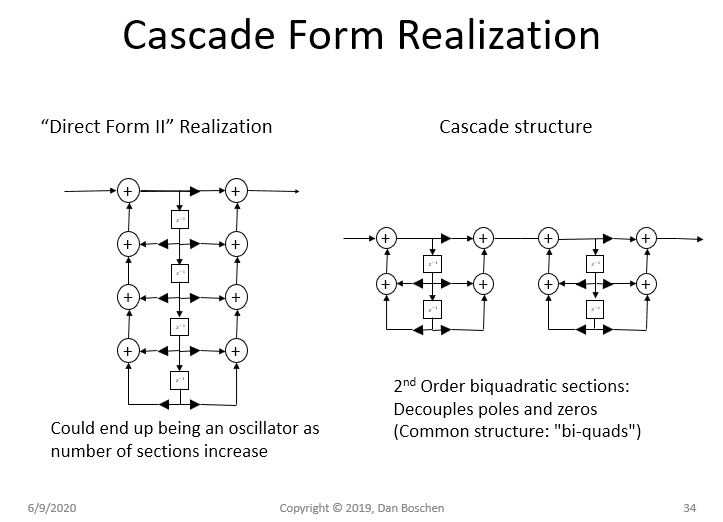 Cascade Form Realization
“Direct Form II” Realization
Cascade structure
+ +
+ +
+ +
+ +
z⁻¹
z⁻¹
z⁻¹
z⁻¹
+ + + +
+ + + +
z⁻¹ z⁻¹
z⁻¹ z⁻¹
Could end up being an oscillator as
number of sections increase
2nd Order biquadratic sections:
Decouples poles and zeros
(Common structure: "bi-quads")
6/9/2020
Copyright © 2019, Dan Boschen
34